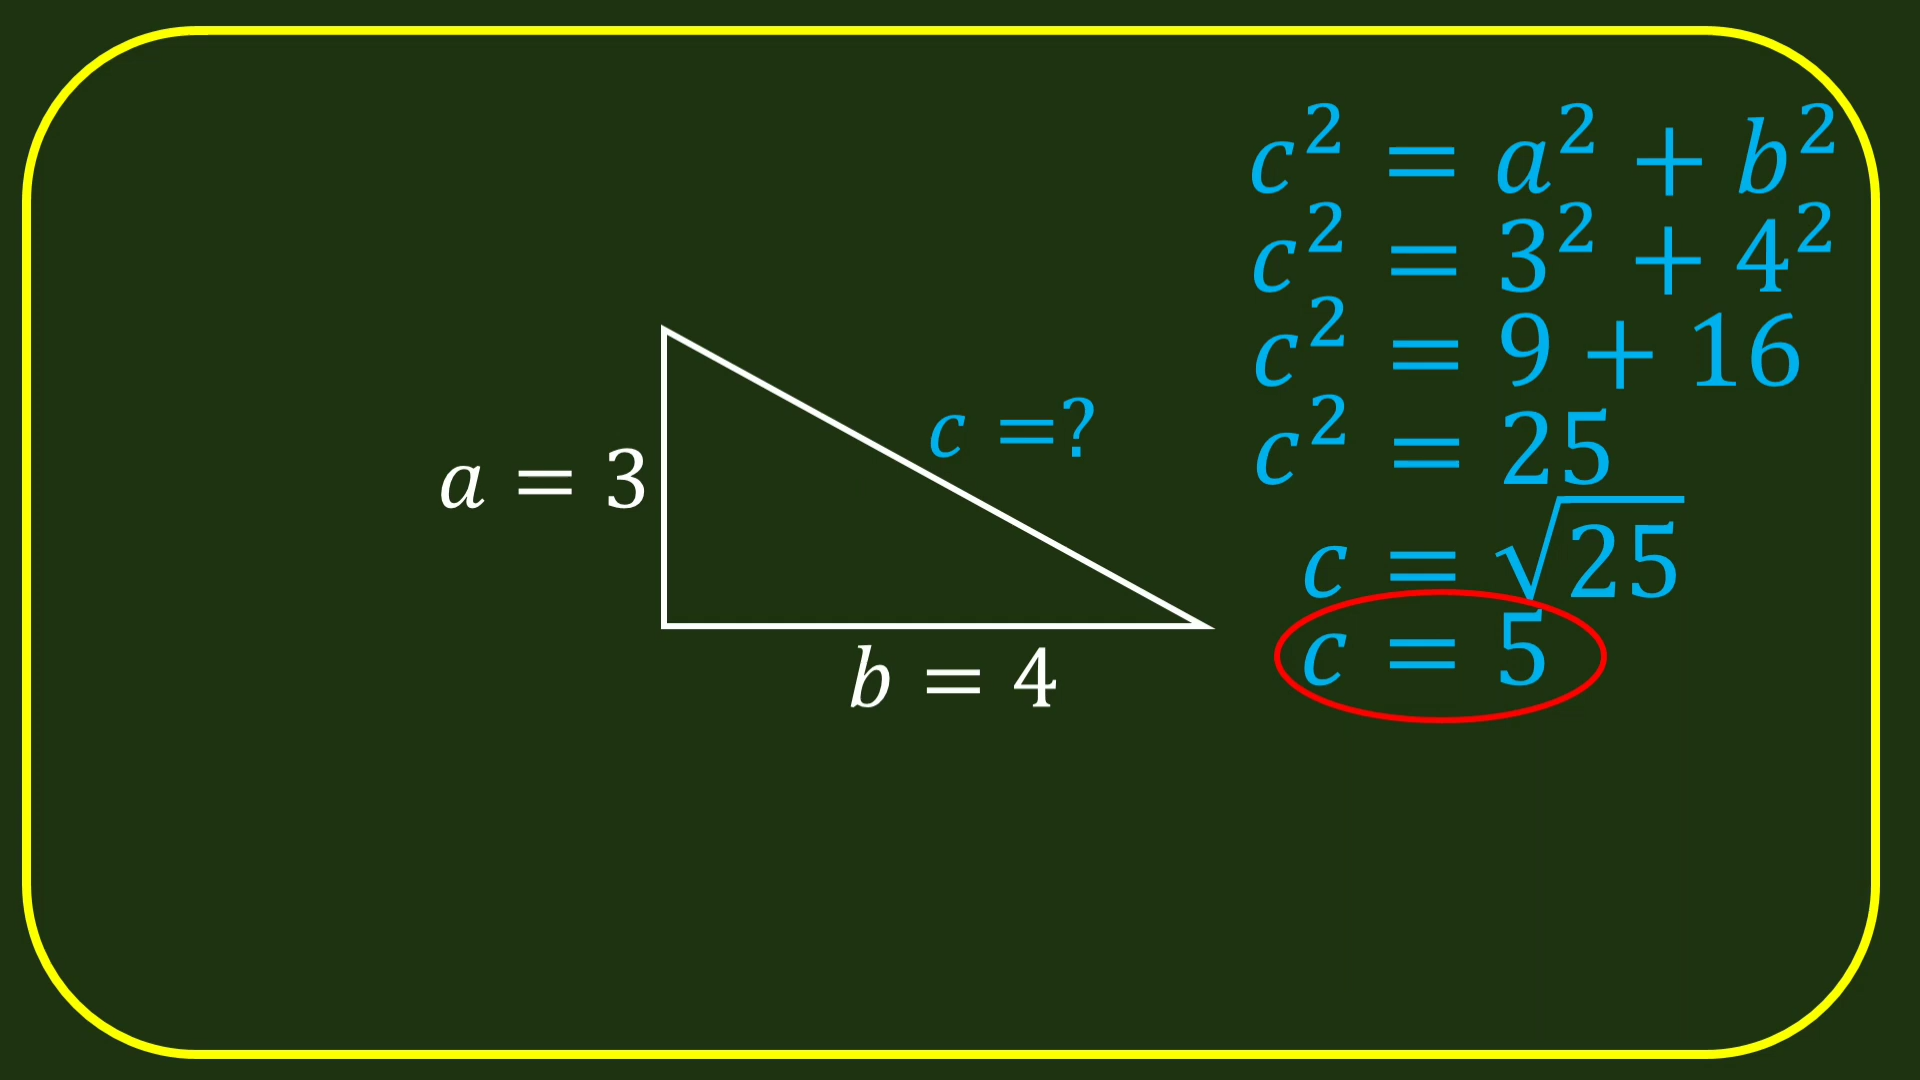 c² = a² + b²
c² = 3² + 4²
c² = 9 + 16
c² = 25
c = √25
c = 5
c =?
a = 3
b = 4